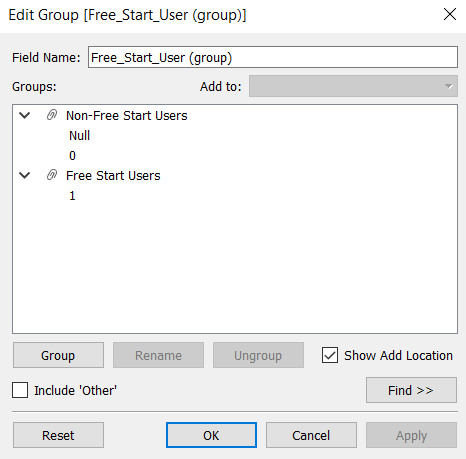 Edit Group [Free_Start_User (group)]
Field Name: Free_Start_User (group)
Groups: Add to:
Non-Free Start Users
Null
0
Free Start Users
1
Group Rename Ungroup Show Add Location
Include 'Other' Find >>
Reset OK Cancel Apply